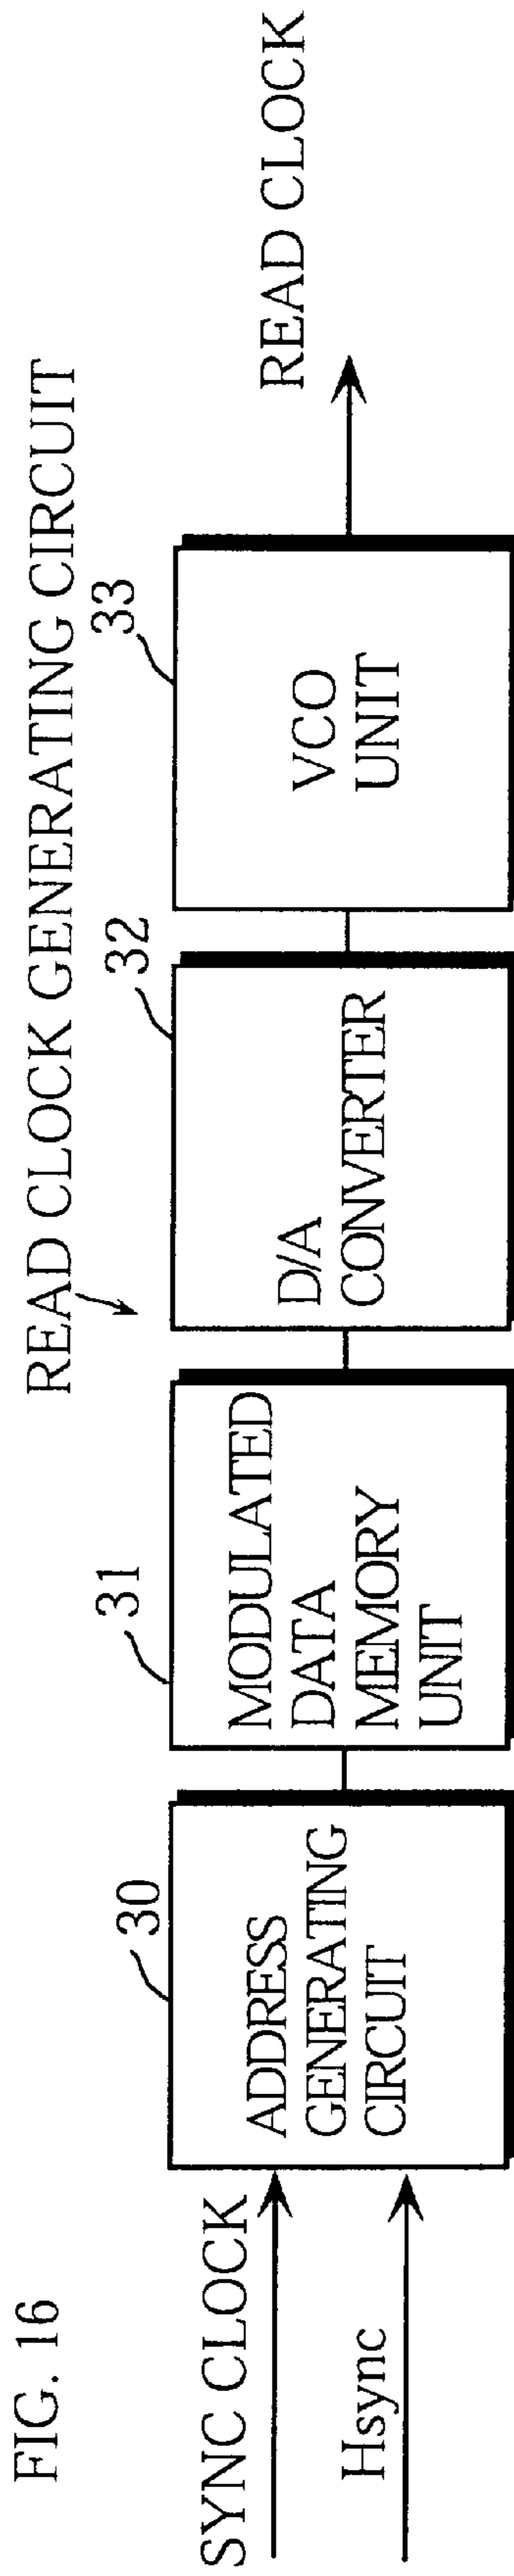 FIG. 16
READ CLOCK GENERATING CIRCUIT
SYNC CLOCK
Hsync
30
ADDRESS
GENERATING
CIRCUIT
31
MODULATED
DATA
MEMORY
UNIT
32
D/A
CONVERTER
33
VCO
UNIT
READ CLOCK